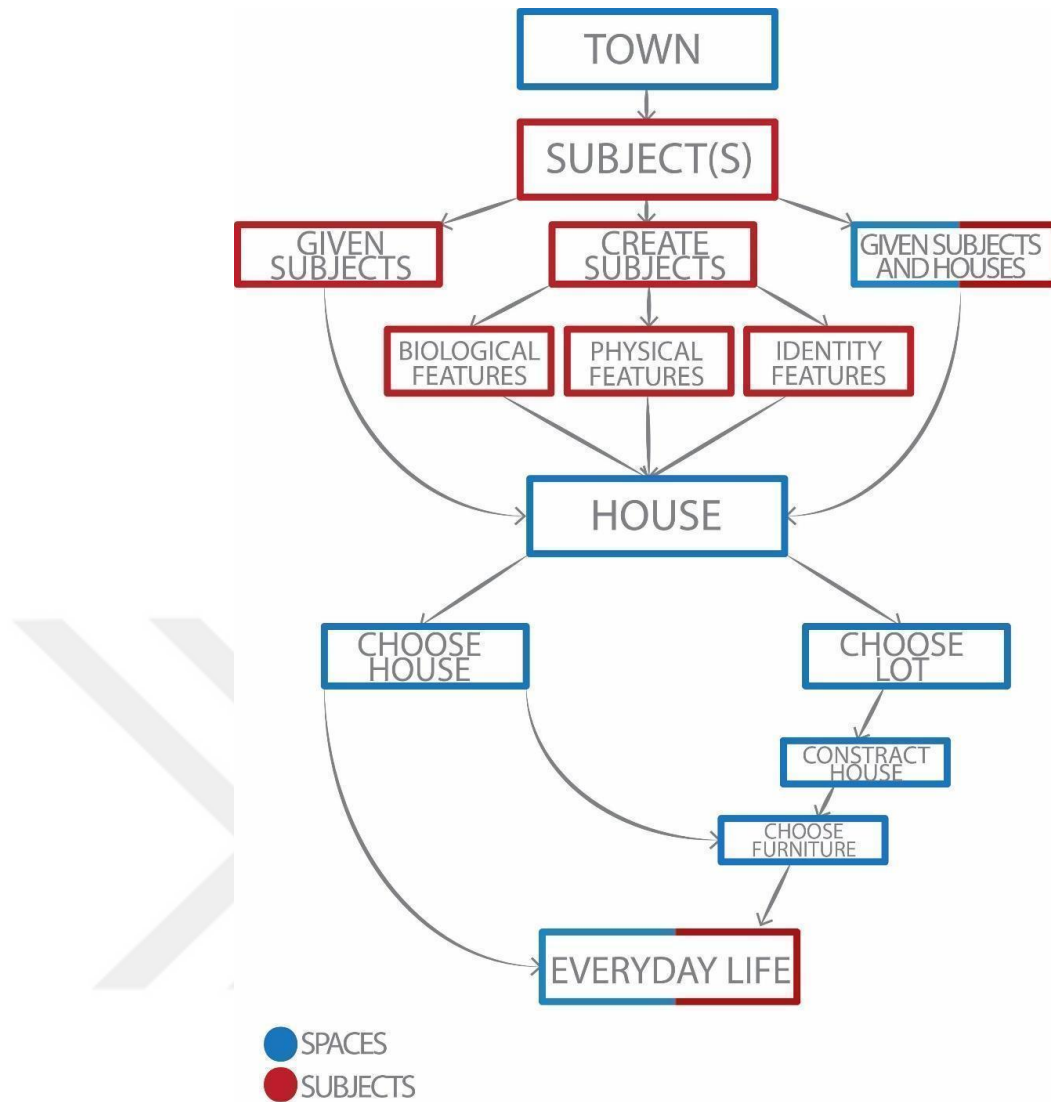 TOWN
SUBJECT(S)
GIVEN
SUBJECTS
CREATE
SUBJECTS
GIVEN SUBJECTS
AND HOUSES
BIOLOGICAL
FEATURES
PHYSICAL
FEATURES
IDENTITY
FEATURES
HOUSE
CHOOSE
HOUSE
CHOOSE
LOT
CONSTRACT
HOUSE
CHOOSE
FURNITURE
EVERYDAY LIFE
SPACES
SUBJECTS